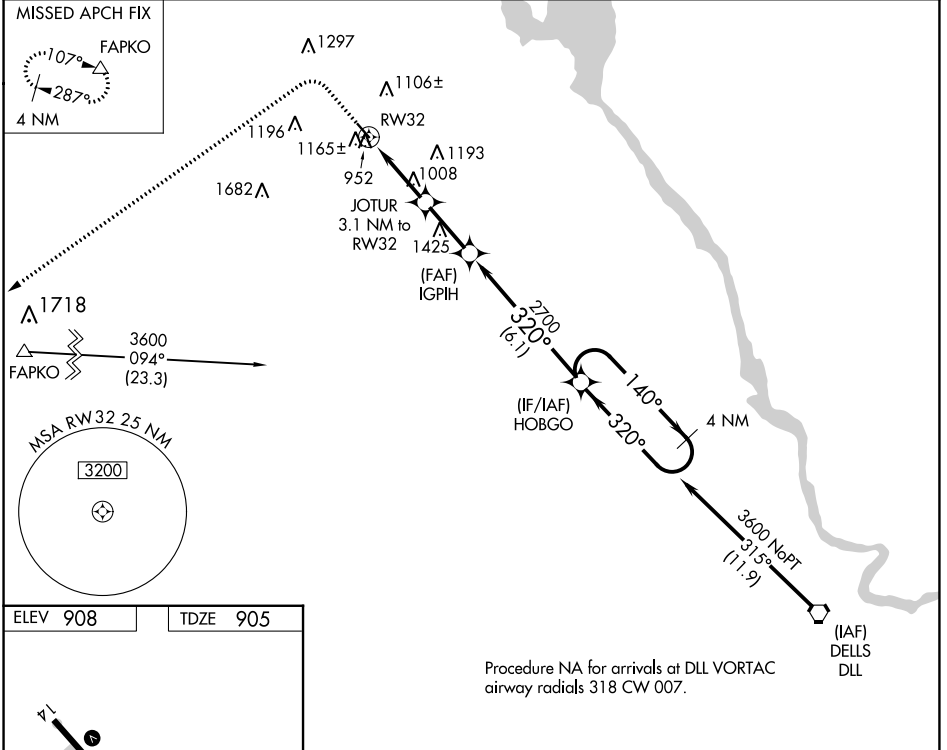 MISSED APCH FIX
FAPKO
107°
287°
4 NM
1297
1106±
RW32
1196
1165±
952
1193
1008
1682
JOTUR
3.1 NM to
RW32
1425
(FAF)
IGPIH
1718
FAPKO
3600
094°
(23.3)
2700
320°
(6.1)
(IF/IAF)
HOBGO
140°
320°
4 NM
MSA RW32 25 NM
3200
3600 NoPT
315°
(11.9)
(IAF)
DELLS
DLL
Procedure NA for arrivals at DLL VORTAC
airway radials 318 CW 007.
ELEV 908
TDZE 905
14
V